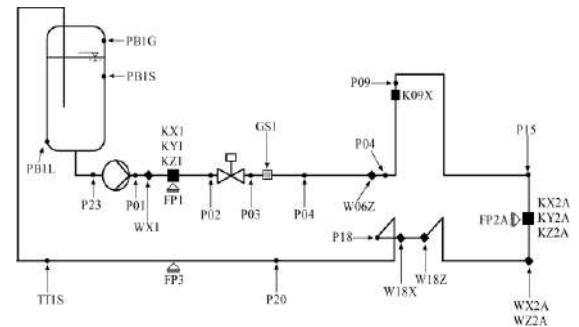 PB1G
PB1S
P09
K09X
KX1
KY1
KZ1
GS1
P04
P15
PB1L
P23
P01
WX1
FP1
P02
P03
P04
W06Z
FP2A
KX2A
KY2A
KZ2A
P18
W18X
W18Z
TT1S
FP3
P20
WX2A
WZ2A